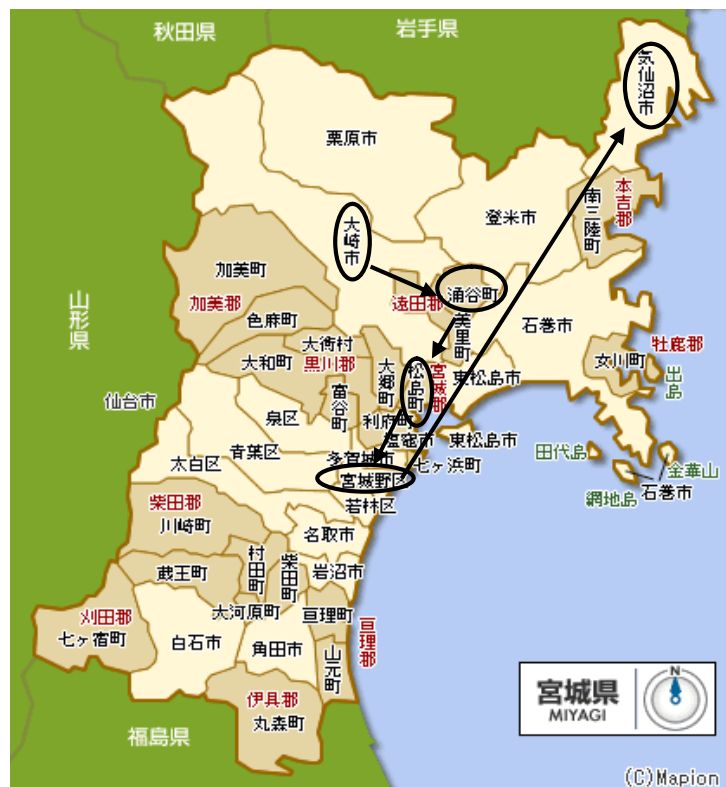 秋田県
岩手県
気仙沼市
栗原市
本吉郡
南三陸町
登米市
大崎市
加美町
加美郡
色麻町
遠田郡
涌谷町
美里町
石巻市
山形県
大衡村
大和町
黒川郡
大郷町
松島町
宮城郡
東松島市
女川町
牡鹿郡
出島
仙台市
富谷町
利府町
泉区
塩竃市
東松島市
青葉区
多賀城市
七ヶ浜町
太白区
宮城野区
田代島
金華山
網地島
石巻市
若林区
柴田郡
川崎町
名取市
村田町
柴田町
岩沼市
蔵王町
大河原町
亘理町
亘理郡
刈田郡
七ヶ宿町
白石市
角田市
山元町
伊具郡
丸森町
福島県
宮城県
MIYAGI
N
(C)Mapion